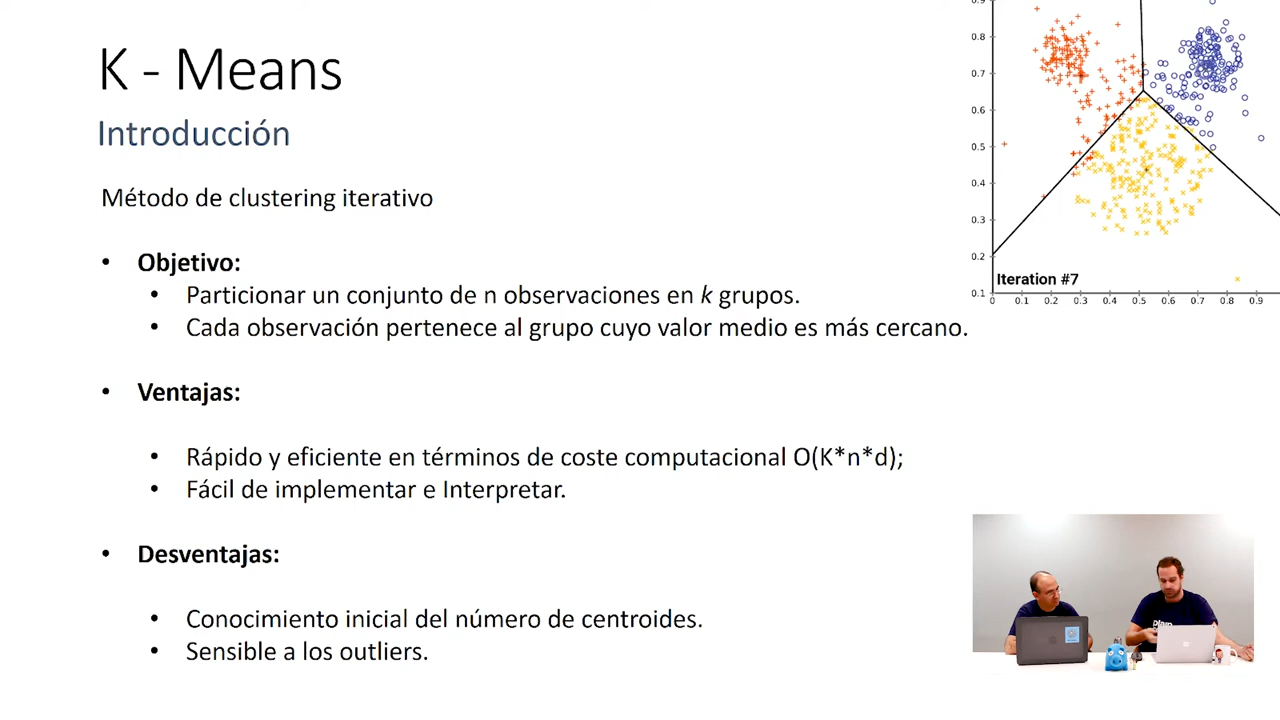 K - Means
Introducción
Método de clustering iterativo
• Objetivo:
• Particionar un conjunto de n observaciones en k grupos.
• Cada observación pertenece al grupo cuyo valor medio es más cercano.
• Ventajas:
• Rápido y eficiente en términos de coste computacional O(K*n*d);
• Fácil de implementar e Interpretar.
• Desventajas:
• Conocimiento inicial del número de centroides.
• Sensible a los outliers.
0.9
0.8
0.7
0.6
0.5
0.4
0.3
0.2
0.1
Iteration #7
0 0.1 0.2 0.3 0.4 0.5 0.6 0.7 0.8 0.9
plain